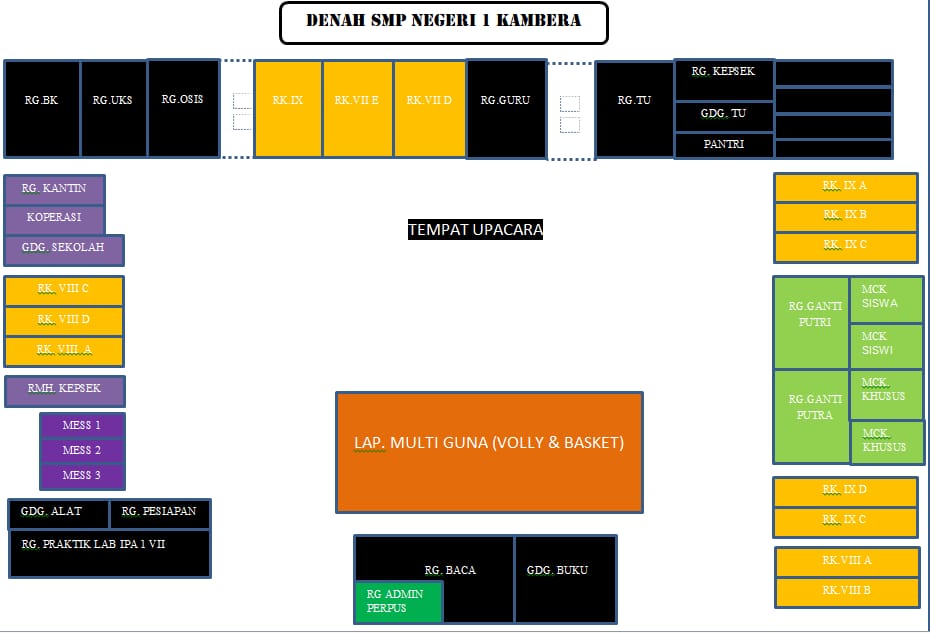 DENAH SMP NEGERI 1 KAMBERA
RG.BK
RG.UKS
RG.OSIS
RK.IX
RK.VII E
RK.VII D
RG.GURU
RG.TU
RG. KEPSEK
GDG. TU
PANTRI
RG. KANTIN
KOPERASI
GDG. SEKOLAH
TEMPAT UPACARA
RK. IX A
RK. IX B
RK. IX C
RK. VIII C
RK. VIII D
RK. VIII. A
RG.GANTI
PUTRI
MCK
SISWA
MCK
SISWI
RG.GANTI
PUTRA
MCK.
KHUSUS
MCK.
KHUSUS
RMH. KEPSEK
MESS 1
MESS 2
MESS 3
LAP. MULTI GUNA (VOLLY & BASKET)
GDG. ALAT
RG. PESIAPAN
RG. PRAKTIK LAB IPA 1 VII
RK. IX D
RK. IX C
RG. BACA
GDG. BUKU
RG ADMIN
PERPUS
RK.VIII A
RK.VIII B